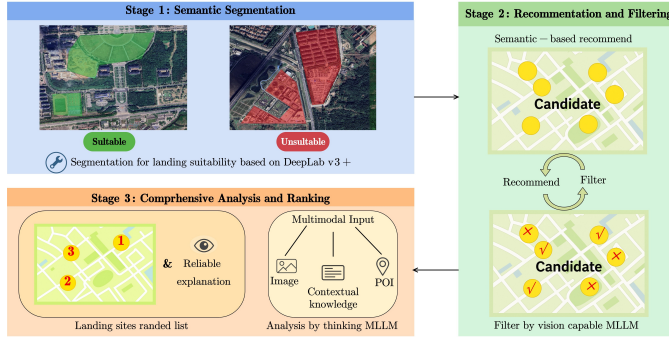 Stage 1: Semantic Segmentation
Sultable
Unsultable
Segmentation for landing suitability based on DeepLab v3+
Stage 2: Recommentation and Filtering
Semantic-based recommend
Candidate
Recommend
Filter
× √ √ ×
Candidate
√ ×
Filter by vision capable MLLM
Stage 3: Comprhensive Analysis and Ranking
1
3
2
& Reliable
explanation
Landing sites randed list
Multimodal Input
Image
Contextual
knowledge
POI
Analysis by thinking MLLM